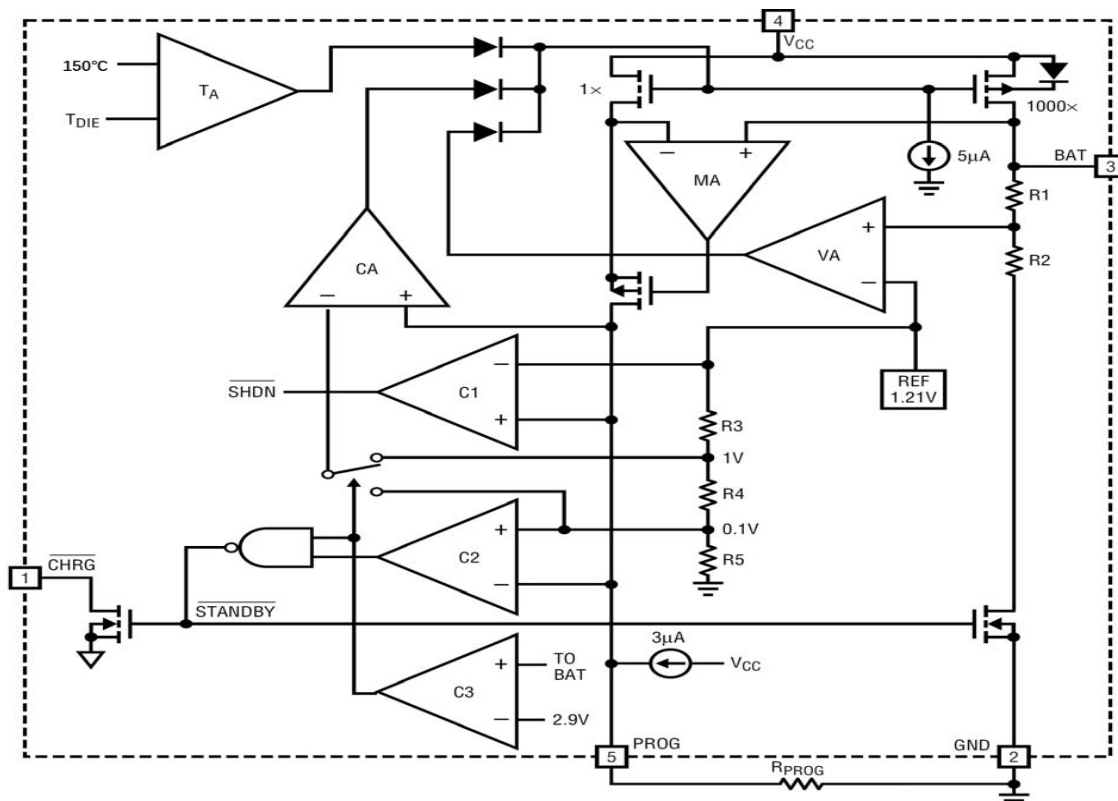 4
VCC
150°C
TA
TDIE
1×
1000×
5μA
BAT
3
− +
MA
R1
+
VA
−
R2
CA
− +
REF
1.21V
−
C1
+
SHDN
R3
1V
R4
0.1V
R5
+
C2
−
CHRG
1
STANDBY
3μA
VCC
+
C3
−
TO
BAT
2.9V
PROG
5
GND
2
RPROG